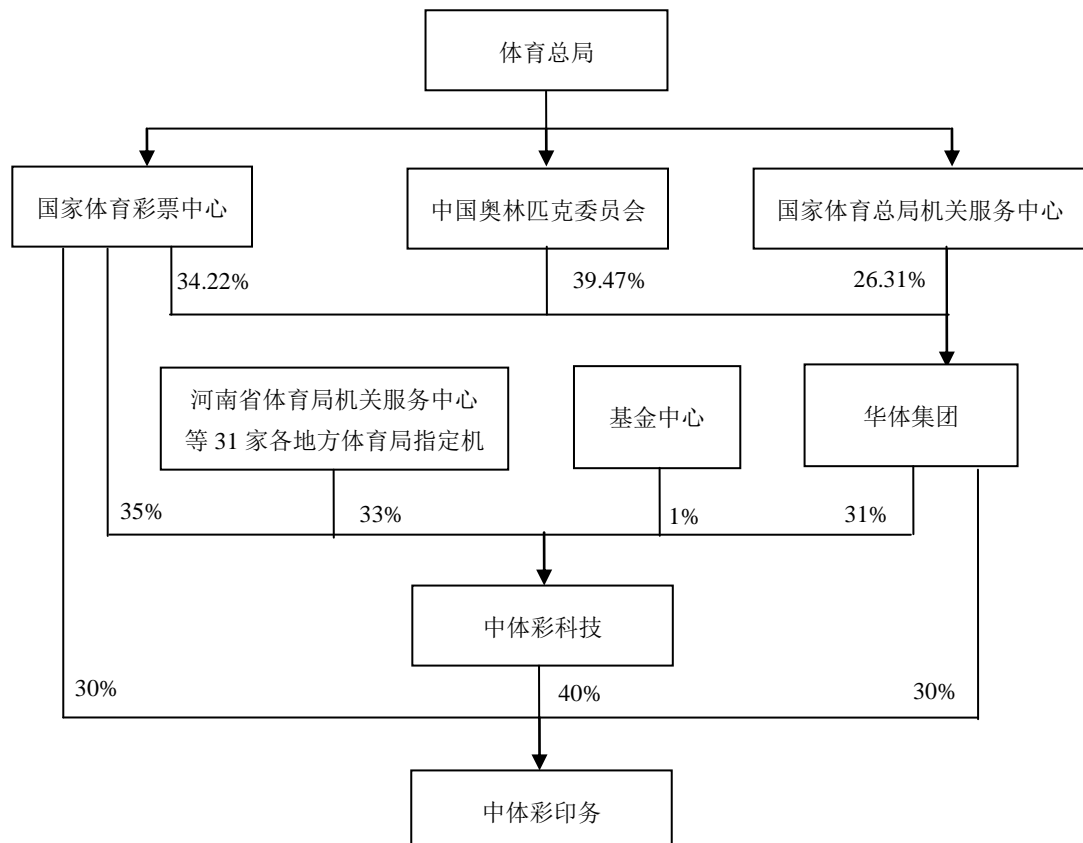 体育总局
国家体育彩票中心
中国奥林匹克委员会
国家体育总局机关服务中心
34.22%
39.47%
26.31%
河南省体育局机关服务中心
等 31 家各地方体育局指定机
基金中心
华体集团
35%
33%
1%
31%
中体彩科技
30%
40%
30%
中体彩印务